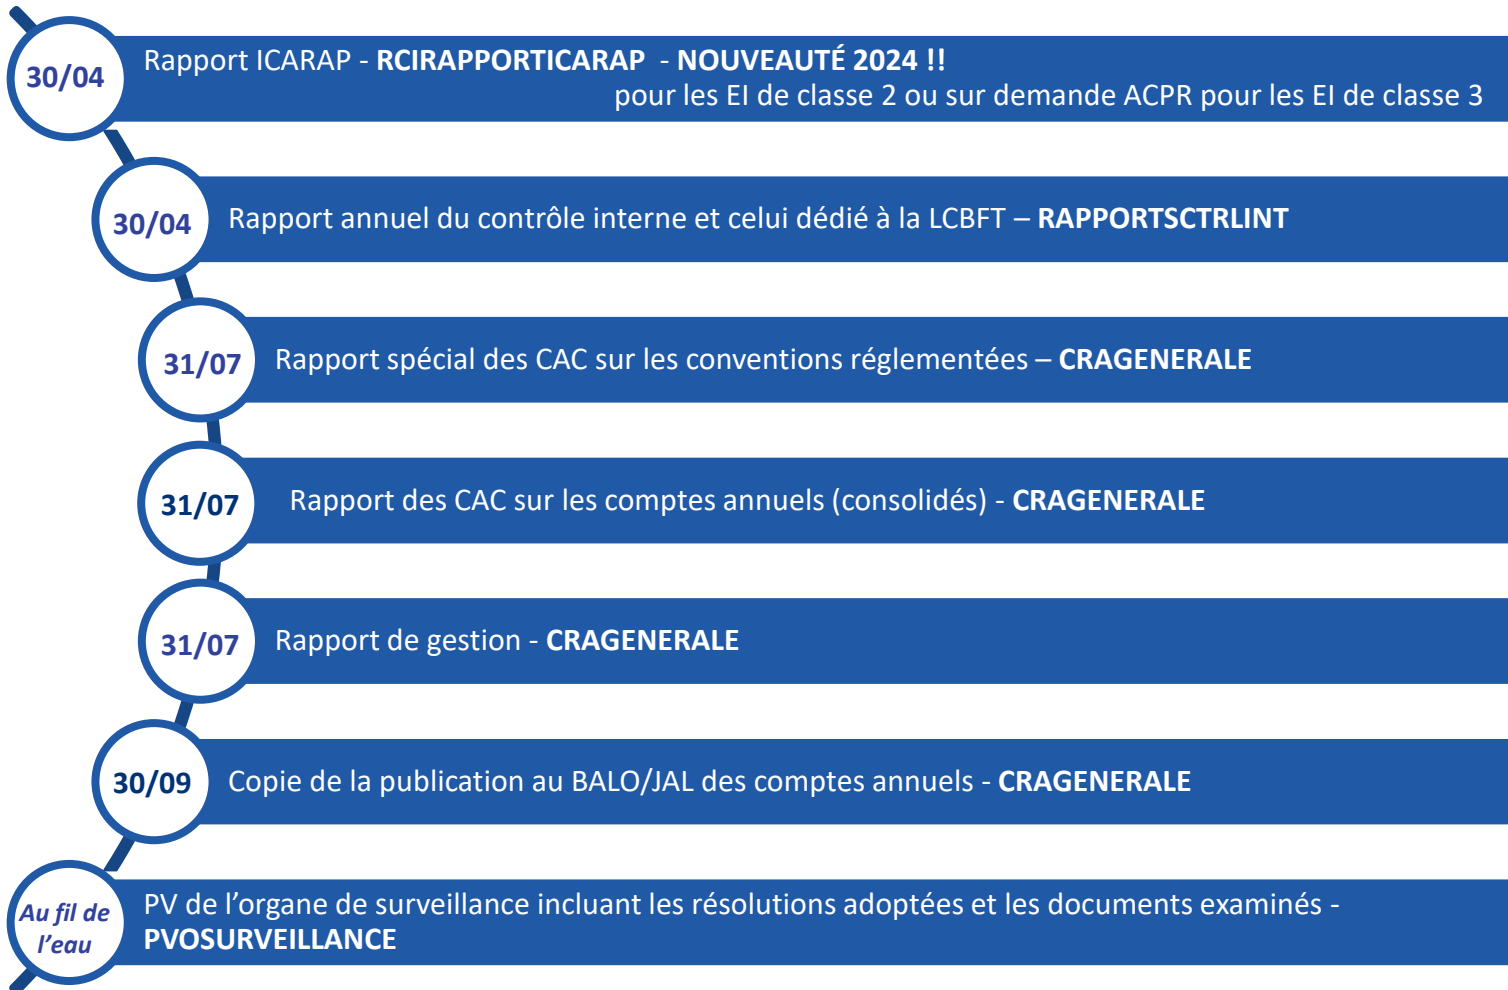 30/04
Rapport ICARAP - RCIRAPPORTICARAP - NOUVEAUTÉ 2024 !!
pour les EI de classe 2 ou sur demande ACPR pour les EI de classe 3
30/04
Rapport annuel du contrôle interne et celui dédié à la LCBFT – RAPPORTSCTRLINT
31/07
Rapport spécial des CAC sur les conventions réglementées – CRAGENERALE
31/07
Rapport des CAC sur les comptes annuels (consolidés) - CRAGENERALE
31/07
Rapport de gestion - CRAGENERALE
30/09
Copie de la publication au BALO/JAL des comptes annuels - CRAGENERALE
Au fil de
l’eau
PV de l’organe de surveillance incluant les résolutions adoptées et les documents examinés -
PVOSURVEILLANCE